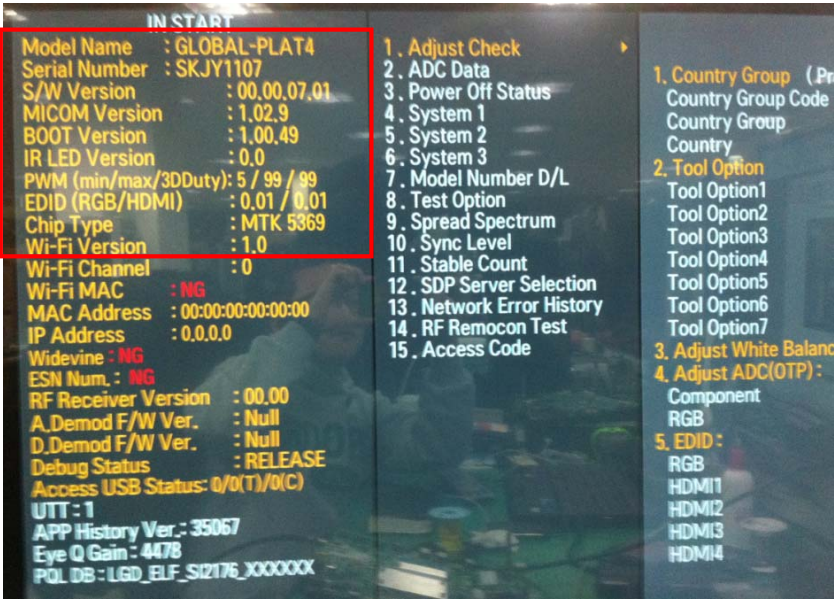 IN START
Model Name : GLOBAL-PLAT4
Serial Number : SKJY1107
S/W Version : 00.00.07.01
MICOM Version : 1.02.9
BOOT Version : 1.00.49
IR LED Version : 0.0
PWM (min/max/3DDuty): 5 / 99 / 99
EDID (RGB/HDMI) : 0.01 / 0.01
Chip Type : MTK 5369
Wi-Fi Version : 1.0
Wi-Fi Channel : 0
Wi-Fi MAC : NG
MAC Address : 00:00:00:00:00:00
IP Address : 0.0.0.0
Widevine : NG
ESN Num. : NG
RF Receiver Version : 00.00
A.Demod F/W Ver. : Null
D.Demod F/W Ver. : Null
Debug Status : RELEASE
Access USB Status: 0/0(T)/0(C)
UTT : 1
APP History Ver.: 35067
Eye Q Gain : 4478
PQL DB : LGD_ELF_SI2176_XXXXXX
1. Adjust Check
2. ADC Data
3. Power Off Status
4. System 1
5. System 2
6. System 3
7. Model Number D/L
8. Test Option
9. Spread Spectrum
10. Sync Level
11. Stable Count
12. SDP Server Selection
13. Network Error History
14. RF Remocon Test
15. Access Code
1. Country Group (.Pr
Country Group Code
Country Group
Country
2. Tool Option
Tool Option1
Tool Option2
Tool Option3
Tool Option4
Tool Option5
Tool Option6
Tool Option7
3. Adjust White Balanc
4. Adjust ADC(OTP) :
Component
RGB
5. EDID :
RGB
HDMI1
HDMI2
HDMI3
HDMI4